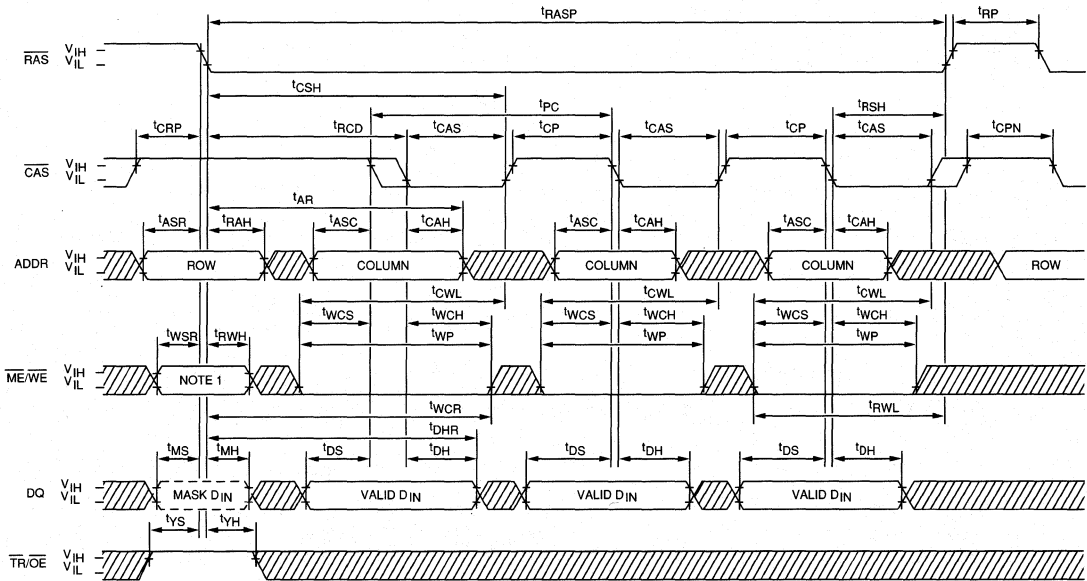 tRASP tRP
RAS VIH VIL
tCSH
tPC tRSH
tCRP tRCD tCAS tCP tCAS tCP tCAS tCPN
CAS VIH VIL
tAR
tASR tRAH tASC tCAH tASC tCAH tASC tCAH
ADDR VIH VIL ROW COLUMN COLUMN COLUMN ROW
tCWL tCWL tCWL
tWCS tWCH tWCS tWCH tWCS tWCH
tWSR tRWH tWP tWP tWP
ME/WE VIH VIL NOTE 1
tWCR tRWL
tDHR
tMS tMH tDS tDH tDS tDH tDS tDH
DQ VIH VIL MASK DIN VALID DIN VALID DIN VALID DIN
tYS tYH
TR/OE VIH VIL